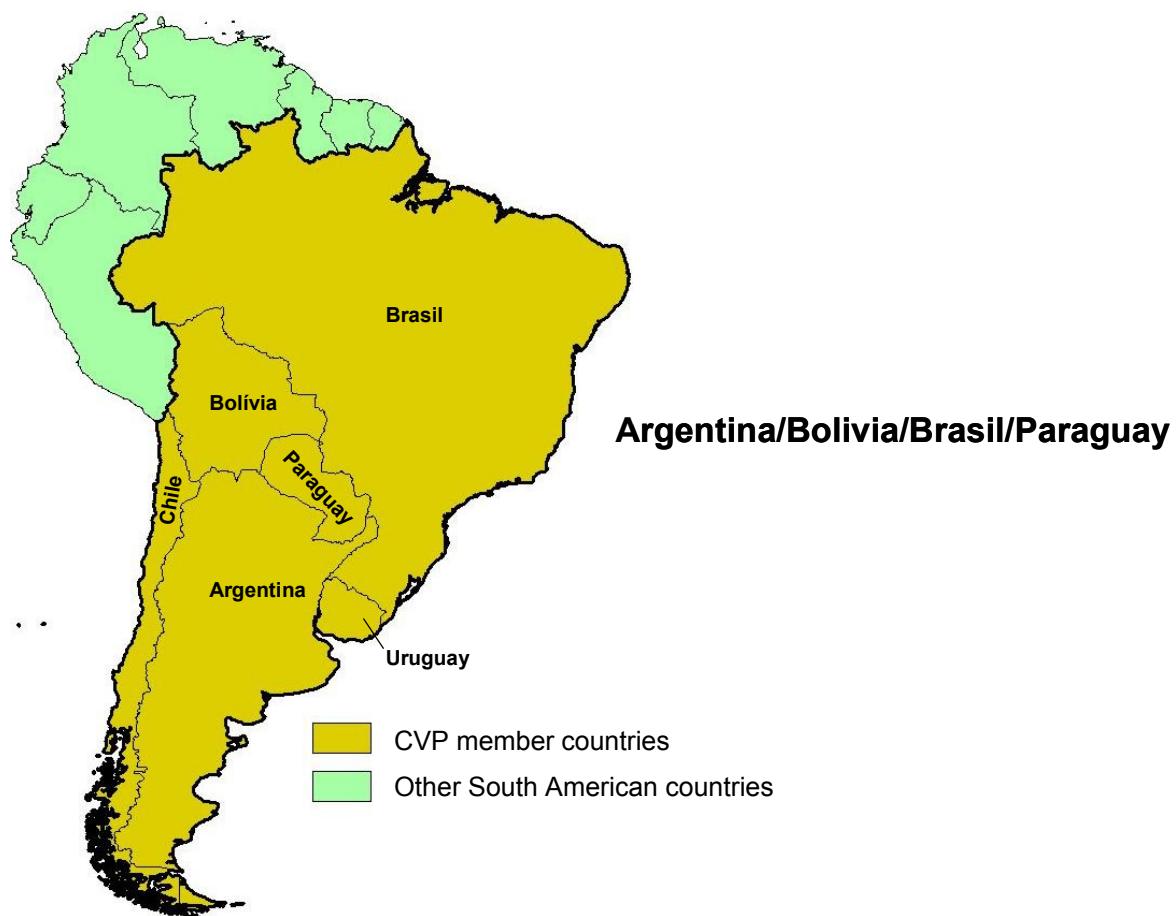 Brasil
Bolívia
Argentina/Bolivia/Brasil/Paraguay
Paraguay
Chile
Argentina
Uruguay
CVP member countries
Other South American countries